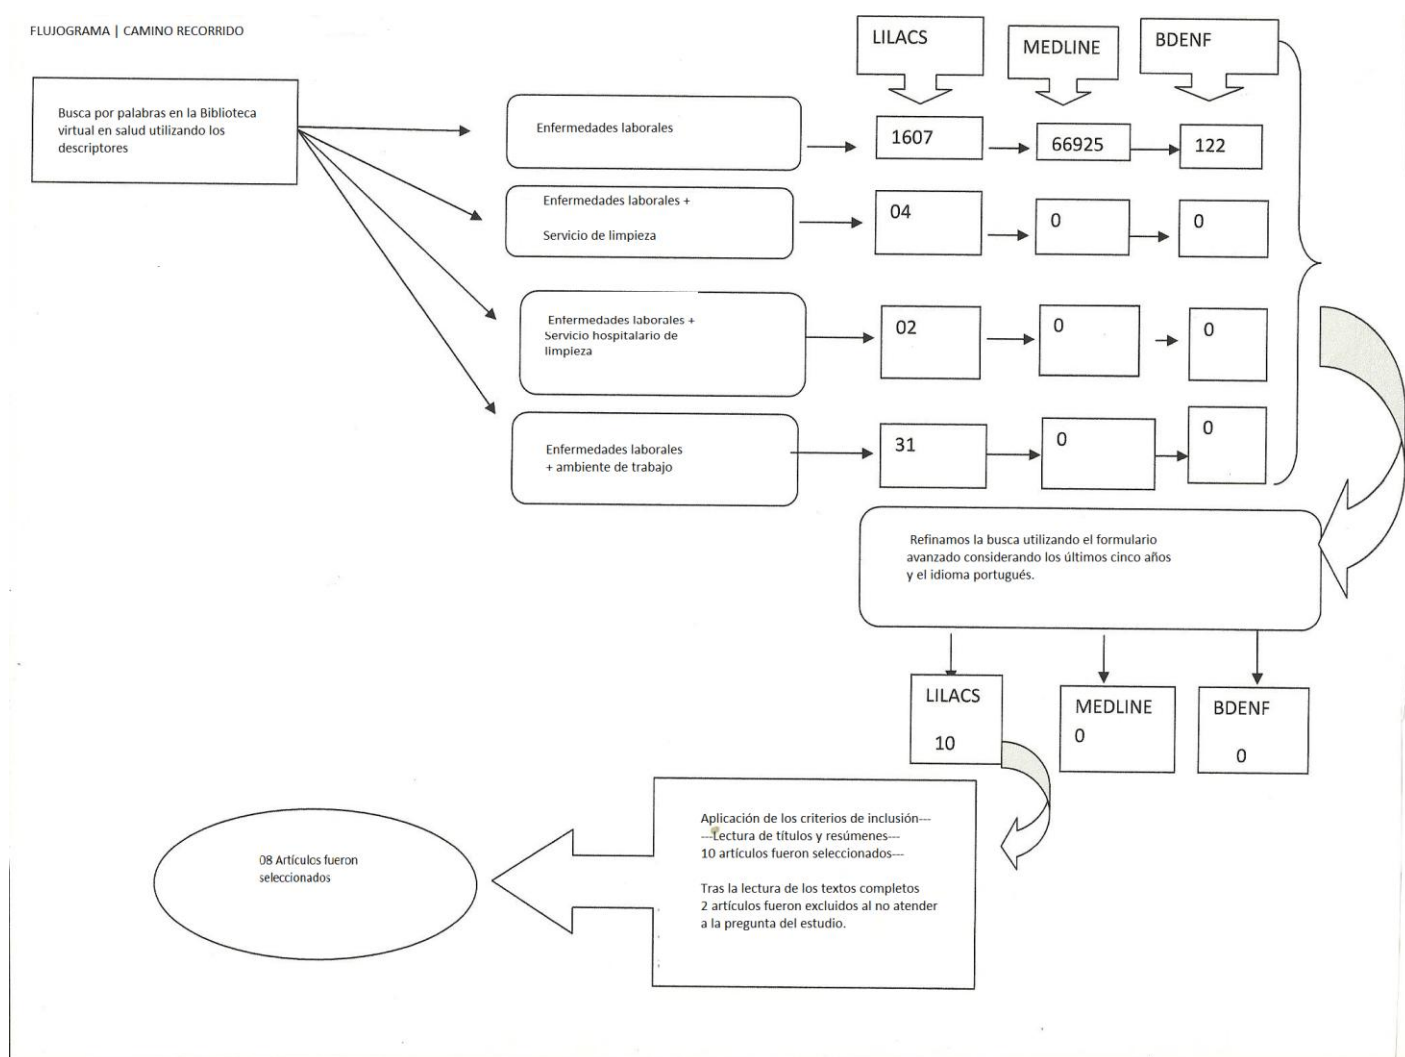 FLUJOGRAMA | CAMINO RECORRIDO
LILACS
MEDLINE
BDENF
Busca por palabras en la Biblioteca
virtual en salud utilizando los
descriptores
Enfermedades laborales
1607
66925
122
Enfermedades laborales +
Servicio de limpieza
04
0
0
Enfermedades laborales +
Servicio hospitalario de
limpieza
02
0
0
Enfermedades laborales
+ ambiente de trabajo
31
0
0
Refinamos la busca utilizando el formulario
avanzado considerando los últimos cinco años
y el idioma portugués.
LILACS
10
MEDLINE
0
BDENF
0
Aplicación de los criterios de inclusión---
---Lectura de títulos y resúmenes---
10 artículos fueron seleccionados---
Tras la lectura de los textos completos
2 artículos fueron excluidos al no atender
a la pregunta del estudio.
08 Artículos fueron
seleccionados